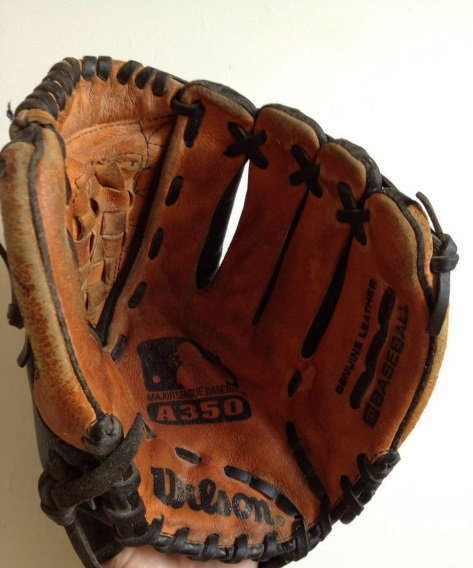 GENUINE LEATHER
BASEBALL
MAJOR LEAGUE BASEBALL
A350
Wilson